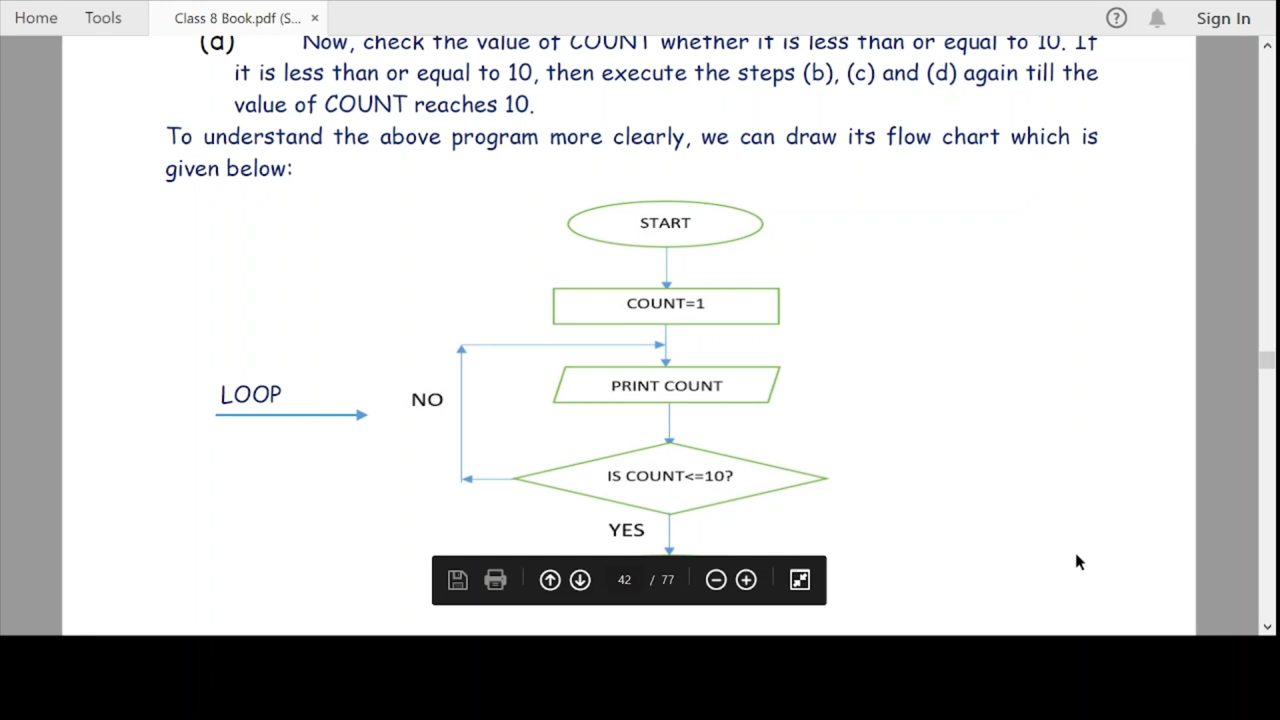 Home Tools Class 8 Book.pdf (S... × ? Sign In
(d) Now, check the value of COUNT whether it is less than or equal to 10. If
it is less than or equal to 10, then execute the steps (b), (c) and (d) again till the
value of COUNT reaches 10.
To understand the above program more clearly, we can draw its flow chart which is
given below:
START
COUNT=1
PRINT COUNT
LOOP
NO
IS COUNT<=10?
YES
42 / 77